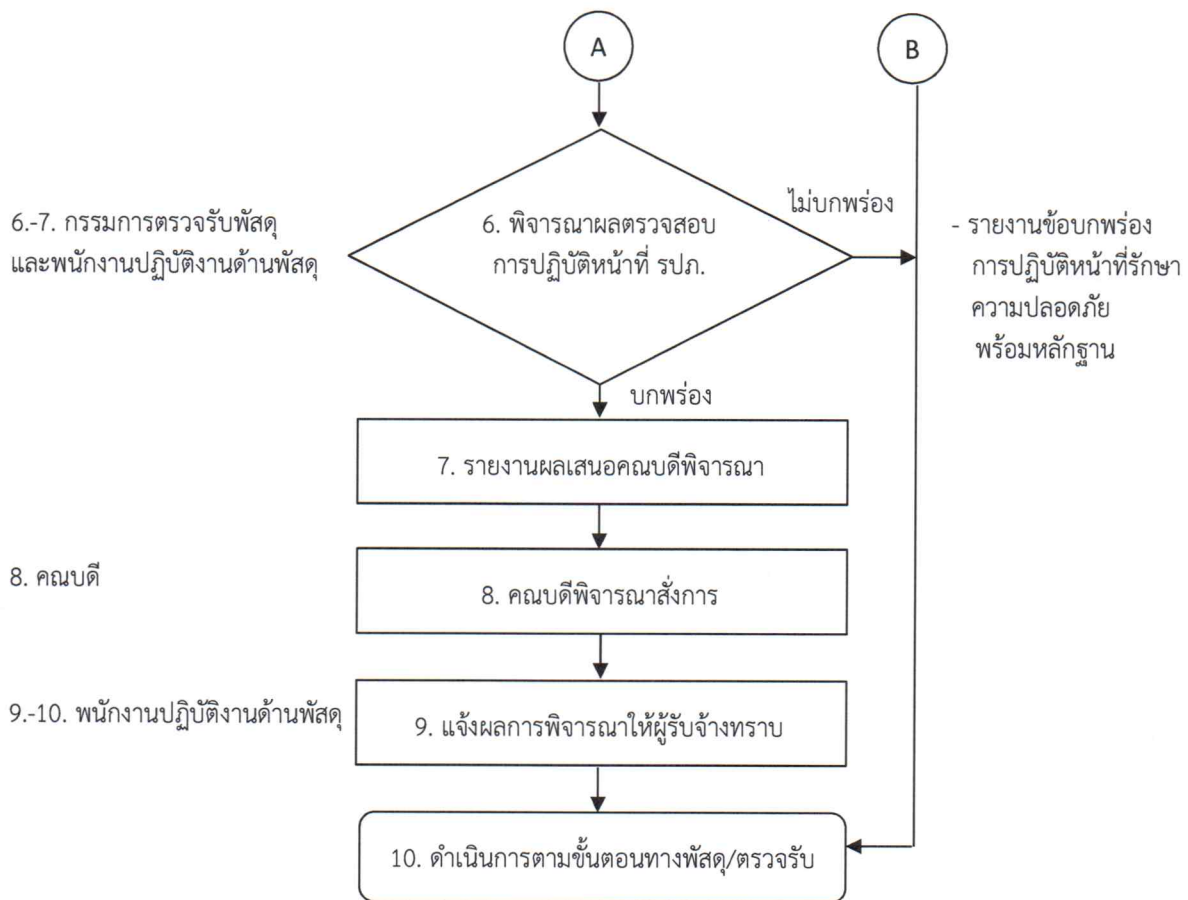 A
B
6.-7. กรรมการตรวจรับพัสดุ
และพนักงานปฏิบัติงานด้านพัสดุ
6. พิจารณาผลตรวจสอบ
การปฏิบัติหน้าที่ รปภ.
ไม่บกพร่อง
- รายงานข้อบกพร่อง
การปฏิบัติหน้าที่รักษา
ความปลอดภัย
พร้อมหลักฐาน
บกพร่อง
7. รายงานผลเสนอคณบดีพิจารณา
8. คณบดี
8. คณบดีพิจารณาสั่งการ
9.-10. พนักงานปฏิบัติงานด้านพัสดุ
9. แจ้งผลการพิจารณาให้ผู้รับจ้างทราบ
10. ดำเนินการตามขั้นตอนทางพัสดุ/ตรวจรับ